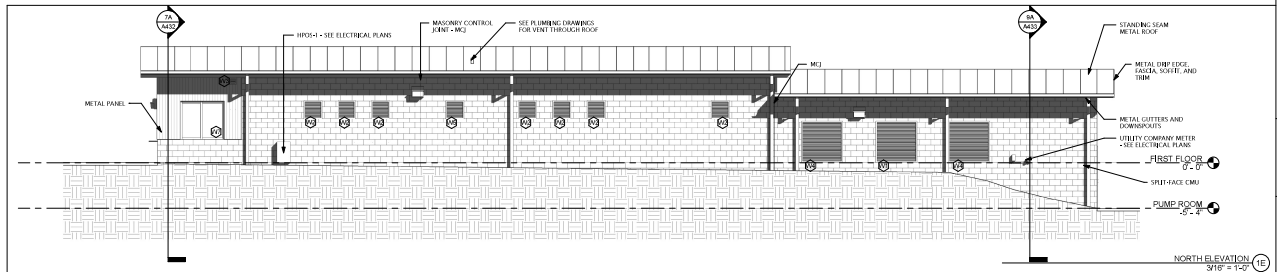 7A
A432
9A
A433
HPOS-1 - SEE ELECTRICAL PLANS
MASONRY CONTROL
JOINT - MCJ
SEE PLUMBING DRAWINGS
FOR VENT THROUGH ROOF
STANDING SEAM
METAL ROOF
MCJ
METAL DRIP EDGE,
FASCIA, SOFFIT, AND
TRIM
METAL PANEL
METAL GUTTERS AND
DOWNSPOUTS
UTILITY COMPANY METER
- SEE ELECTRICAL PLANS
FIRST FLOOR
0' - 0"
SPLIT-FACE CMU
PUMP ROOM
-5' - 4"
NORTH ELEVATION
3/16" = 1'-0"
1E